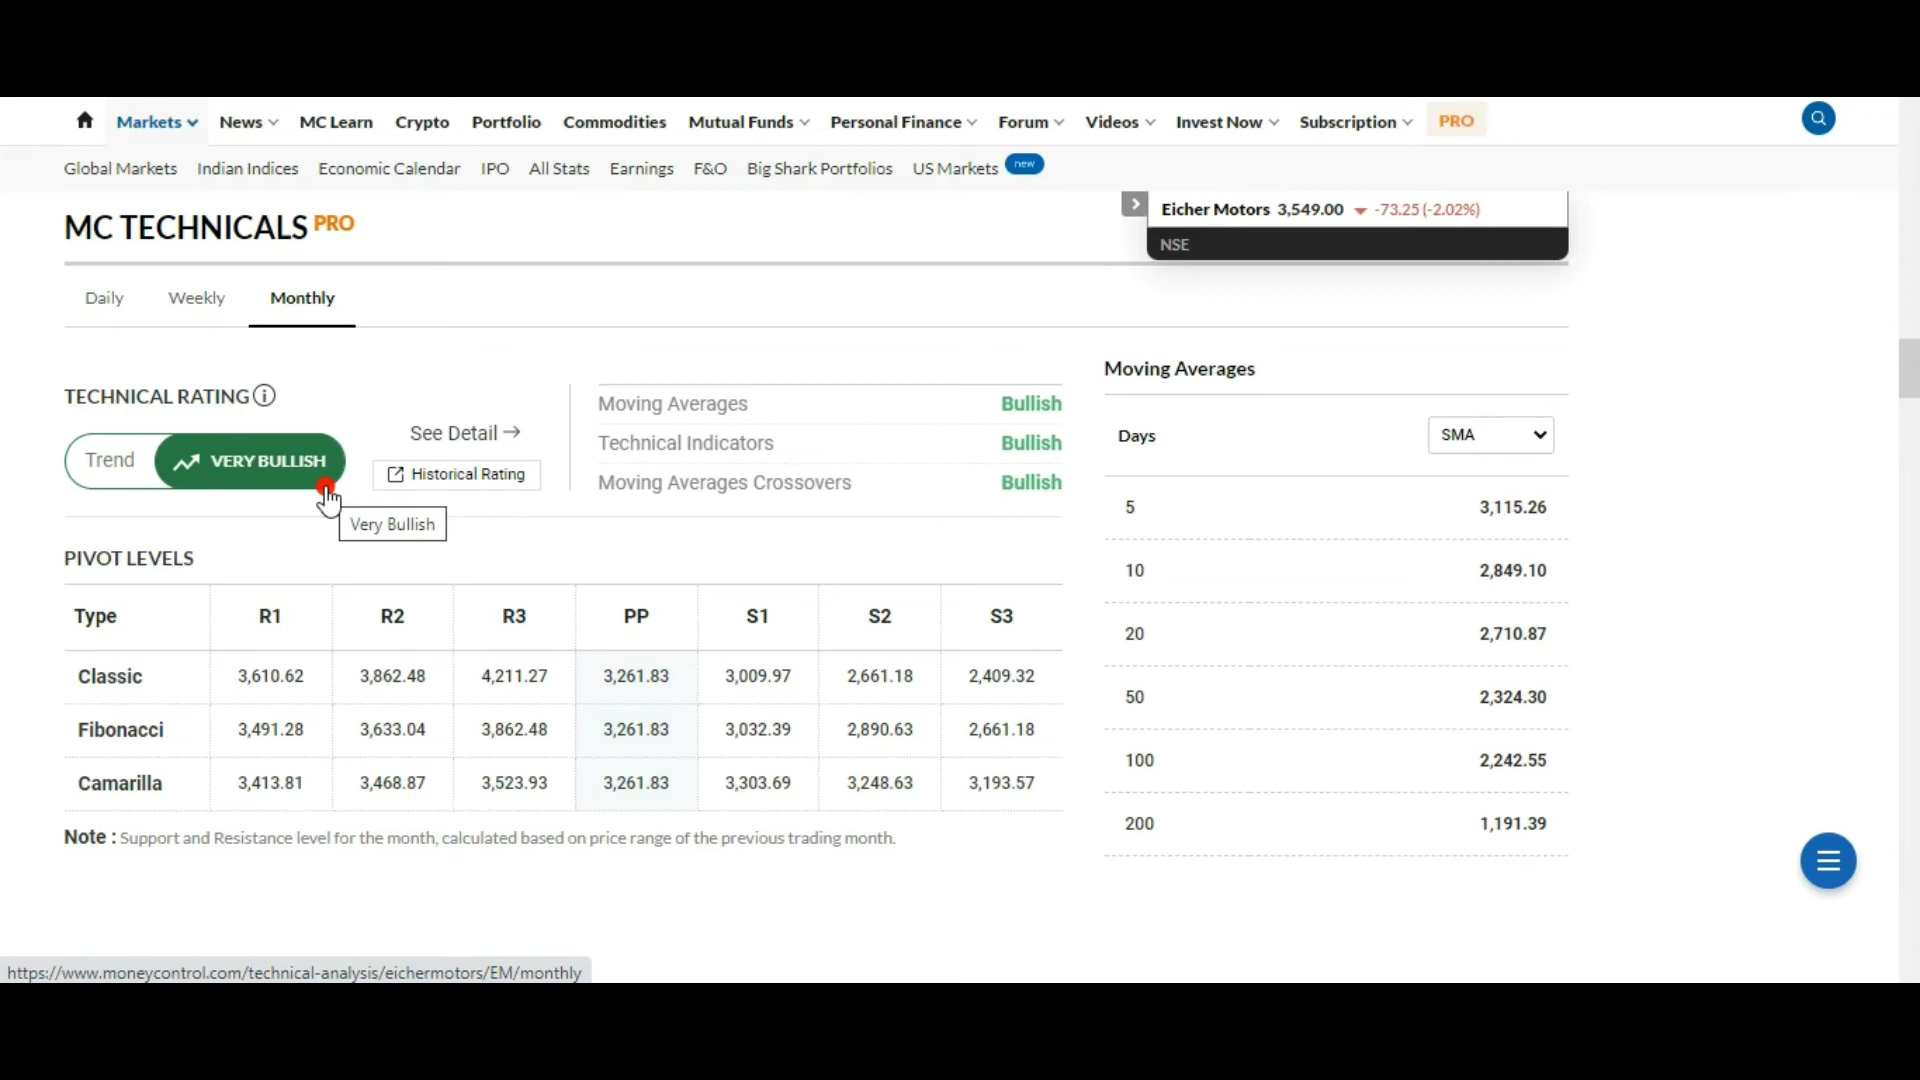 Markets News MC Learn Crypto Portfolio Commodities Mutual Funds Personal Finance Forum Videos Invest Now Subscription PRO
Global Markets Indian Indices Economic Calendar IPO All Stats Earnings F&O Big Shark Portfolios US Markets new
MC TECHNICALS PRO
Eicher Motors 3,549.00 -73.25 (-2.02%)
NSE
Daily Weekly Monthly
TECHNICAL RATING
Trend VERY BULLISH
See Detail
Historical Rating
Very Bullish
Moving Averages Bullish
Technical Indicators Bullish
Moving Averages Crossovers Bullish
PIVOT LEVELS
Type R1 R2 R3 PP S1 S2 S3
Classic 3,610.62 3,862.48 4,211.27 3,261.83 3,009.97 2,661.18 2,409.32
Fibonacci 3,491.28 3,633.04 3,862.48 3,261.83 3,032.39 2,890.63 2,661.18
Camarilla 3,413.81 3,468.87 3,523.93 3,261.83 3,303.69 3,248.63 3,193.57
Note : Support and Resistance level for the month, calculated based on price range of the previous trading month.
Moving Averages
Days SMA
5 3,115.26
10 2,849.10
20 2,710.87
50 2,324.30
100 2,242.55
200 1,191.39
https://www.moneycontrol.com/technical-analysis/eichermotors/EM/monthly